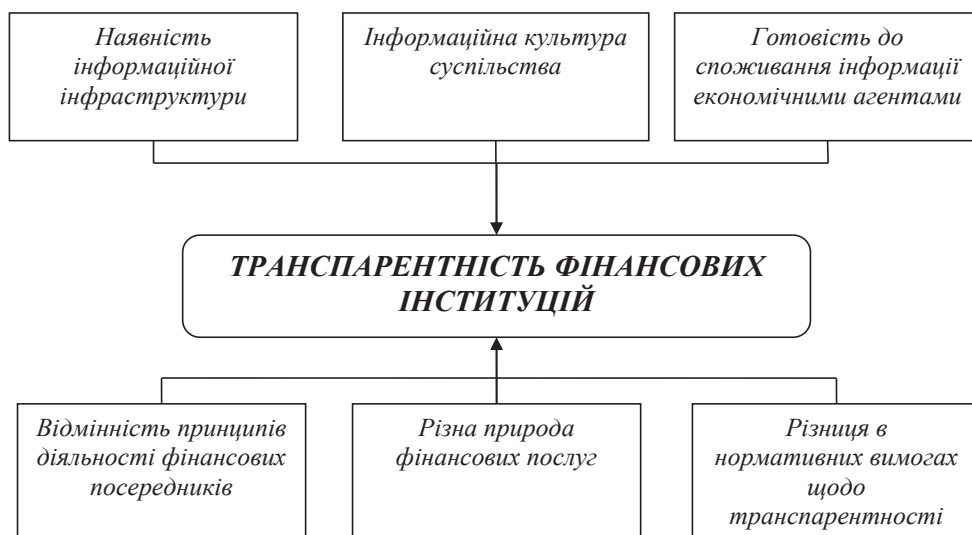 Наявність
інформаційної
інфраструктури
Інформаційна культура
суспільства
Готовість до
споживання інформації
економічними агентами
ТРАНСПАРЕНТНІСТЬ ФІНАНСОВИХ
ІНСТИТУЦІЙ
Відмінність принципів
діяльності фінансових
посередників
Різна природа
фінансових послуг
Різниця в
нормативних вимогах
щодо
транспарентності